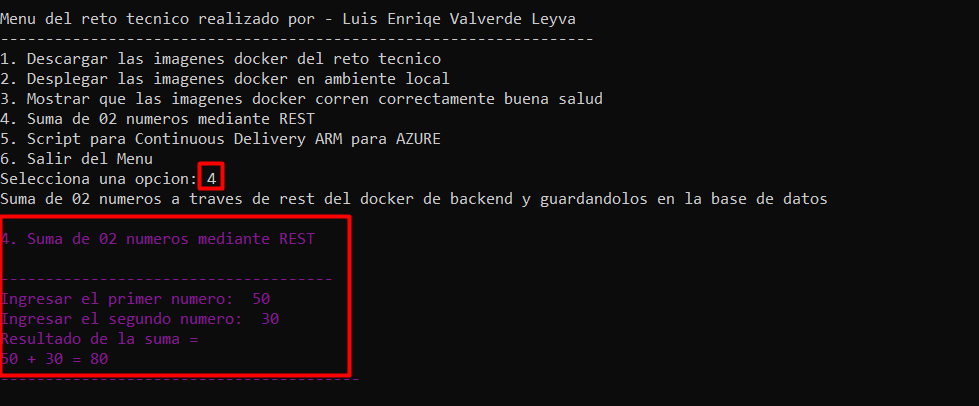 Menu del reto tecnico realizado por - Luis Enriqe Valverde Leyva
------------------------------------------------------------------
1. Descargar las imagenes docker del reto tecnico
2. Desplegar las imagenes docker en ambiente local
3. Mostrar que las imagenes docker corren correctamente buena salud
4. Suma de 02 numeros mediante REST
5. Script para Continuous Delivery ARM para AZURE
6. Salir del Menu
Selecciona una opcion: 4
Suma de 02 numeros a traves de rest del docker de backend y guardandolos en la base de datos
4. Suma de 02 numeros mediante REST
-------------------------------------
Ingresar el primer numero:  50
Ingresar el segundo numero:  30
Resultado de la suma =
50 + 30 = 80
----------------------------------------